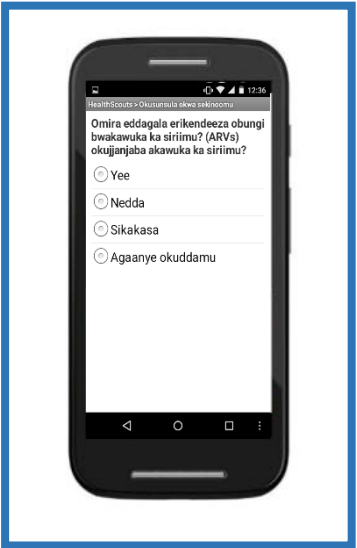 12:36
HealthScouts > Okusunsula okwa sekinoomu
Omira eddagala erikendeeza obungi
bwakawuka ka siriimu? (ARVs)
okujjanjaba akawuka ka siriimu?
Yee
Nedda
Sikakasa
Agaanye okuddamu